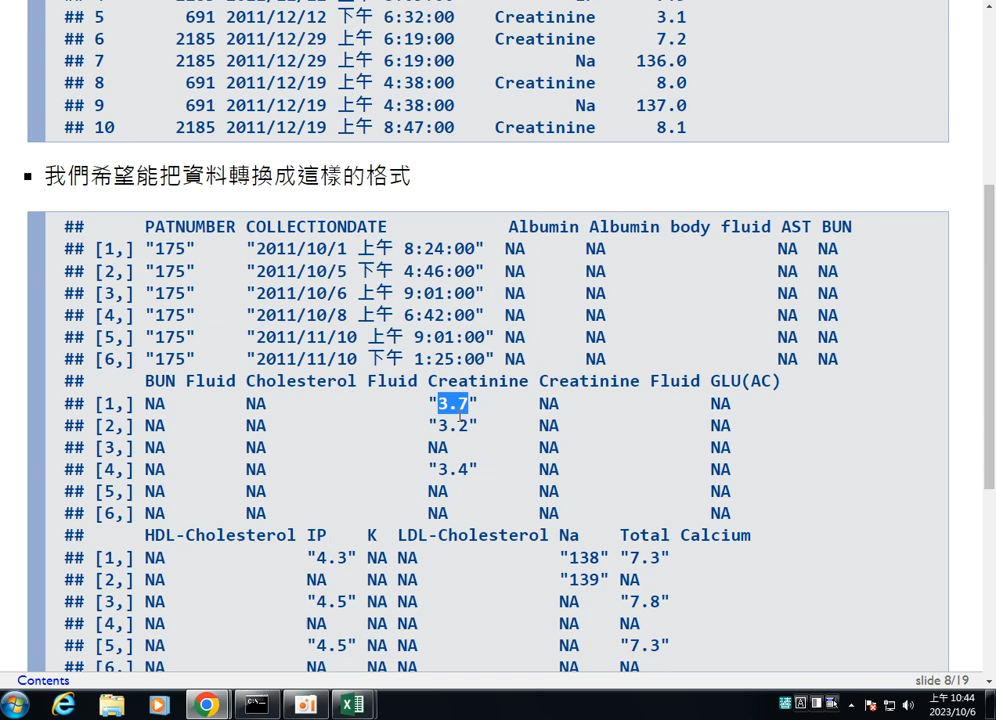 ## 5 691 2011/12/12 下午 6:32:00 Creatinine 3.1
## 6 2185 2011/12/29 上午 6:19:00 Creatinine 7.2
## 7 2185 2011/12/29 上午 6:19:00 Na 136.0
## 8 691 2011/12/19 上午 4:38:00 Creatinine 8.0
## 9 691 2011/12/19 上午 4:38:00 Na 137.0
## 10 2185 2011/12/19 上午 8:47:00 Creatinine 8.1
▪ 我們希望能把資料轉換成這樣的格式
## PATNUMBER COLLECTIONDATE Albumin Albumin body fluid AST BUN
## [1,] "175" "2011/10/1 上午 8:24:00" NA NA NA NA
## [2,] "175" "2011/10/5 下午 4:46:00" NA NA NA NA
## [3,] "175" "2011/10/6 上午 9:01:00" NA NA NA NA
## [4,] "175" "2011/10/8 上午 6:42:00" NA NA NA NA
## [5,] "175" "2011/11/10 上午 9:01:00" NA NA NA NA
## [6,] "175" "2011/11/10 下午 1:25:00" NA NA NA NA
## BUN Fluid Cholesterol Fluid Creatinine Creatinine Fluid GLU(AC)
## [1,] NA NA "3.7" NA NA
## [2,] NA NA "3.2" NA NA
## [3,] NA NA NA NA NA
## [4,] NA NA "3.4" NA NA
## [5,] NA NA NA NA NA
## [6,] NA NA NA NA NA
## HDL-Cholesterol IP K LDL-Cholesterol Na Total Calcium
## [1,] NA "4.3" NA NA "138" "7.3"
## [2,] NA NA NA NA "139" NA
## [3,] NA "4.5" NA NA NA "7.8"
## [4,] NA NA NA NA NA NA
## [5,] NA "4.5" NA NA NA "7.3"
## [6,] NA NA NA NA NA NA
Contents slide 8/19
上午 10:44
2023/10/6